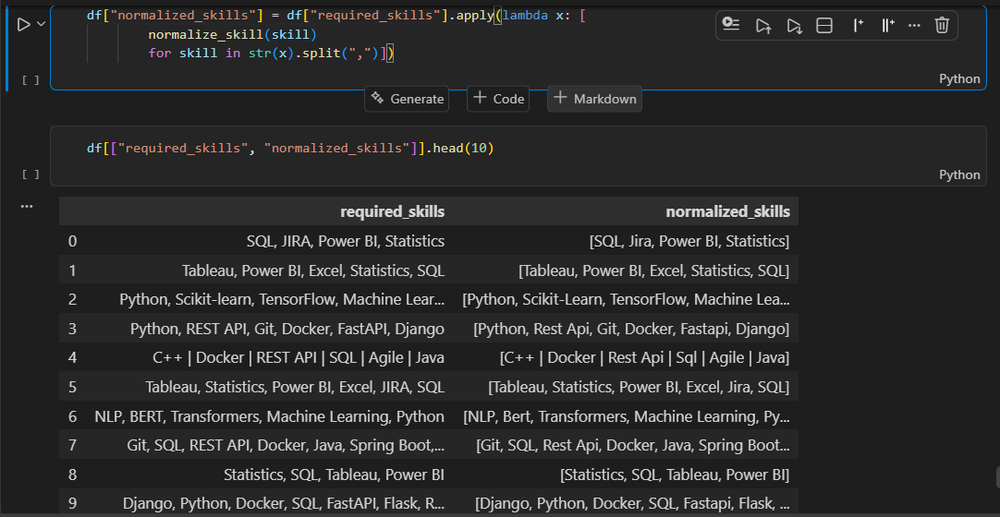 df["normalized_skills"] = df["required_skills"].apply(lambda x: [
normalize_skill(skill)
for skill in str(x).split(",")])
[ ]
Python
Generate
Code
Markdown
df[["required_skills", "normalized_skills"]].head(10)
[ ]
Python
required_skills normalized_skills
0 SQL, JIRA, Power BI, Statistics [SQL, Jira, Power BI, Statistics]
1 Tableau, Power BI, Excel, Statistics, SQL [Tableau, Power BI, Excel, Statistics, SQL]
2 Python, Scikit-learn, TensorFlow, Machine Lear... [Python, Scikit-Learn, TensorFlow, Machine Lea...
3 Python, REST API, Git, Docker, FastAPI, Django [Python, Rest Api, Git, Docker, Fastapi, Django]
4 C++ | Docker | REST API | SQL | Agile | Java [C++ | Docker | Rest Api | Sql | Agile | Java]
5 Tableau, Statistics, Power BI, Excel, JIRA, SQL [Tableau, Statistics, Power BI, Excel, Jira, SQL]
6 NLP, BERT, Transformers, Machine Learning, Python [NLP, Bert, Transformers, Machine Learning, Py...
7 Git, SQL, REST API, Docker, Java, Spring Boot,... [Git, SQL, Rest Api, Docker, Java, Spring Boot...
8 Statistics, SQL, Tableau, Power BI [Statistics, SQL, Tableau, Power BI]
9 Django, Python, Docker, SQL, FastAPI, Flask, R... [Django, Python, Docker, SQL, Fastapi, Flask, ...